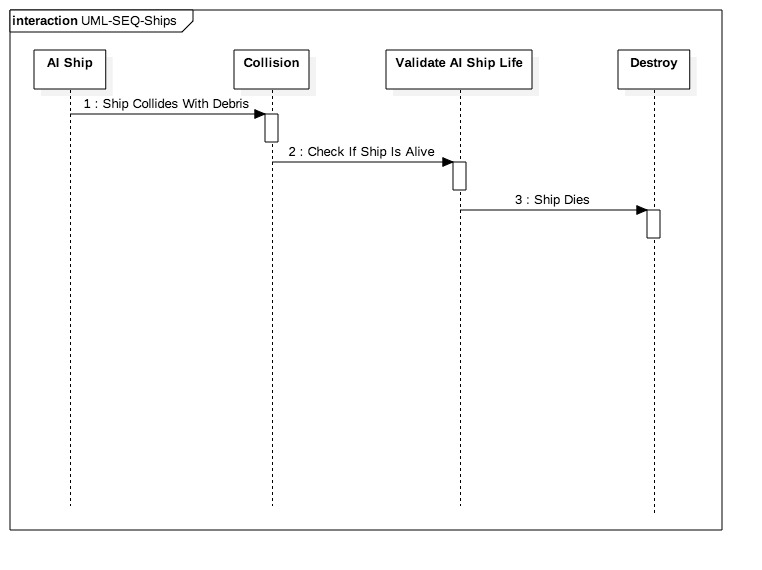 interaction UML-SEQ-Ships
AI Ship
Collision
Validate AI Ship Life
Destroy
1 : Ship Collides With Debris
2 : Check If Ship Is Alive
3 : Ship Dies